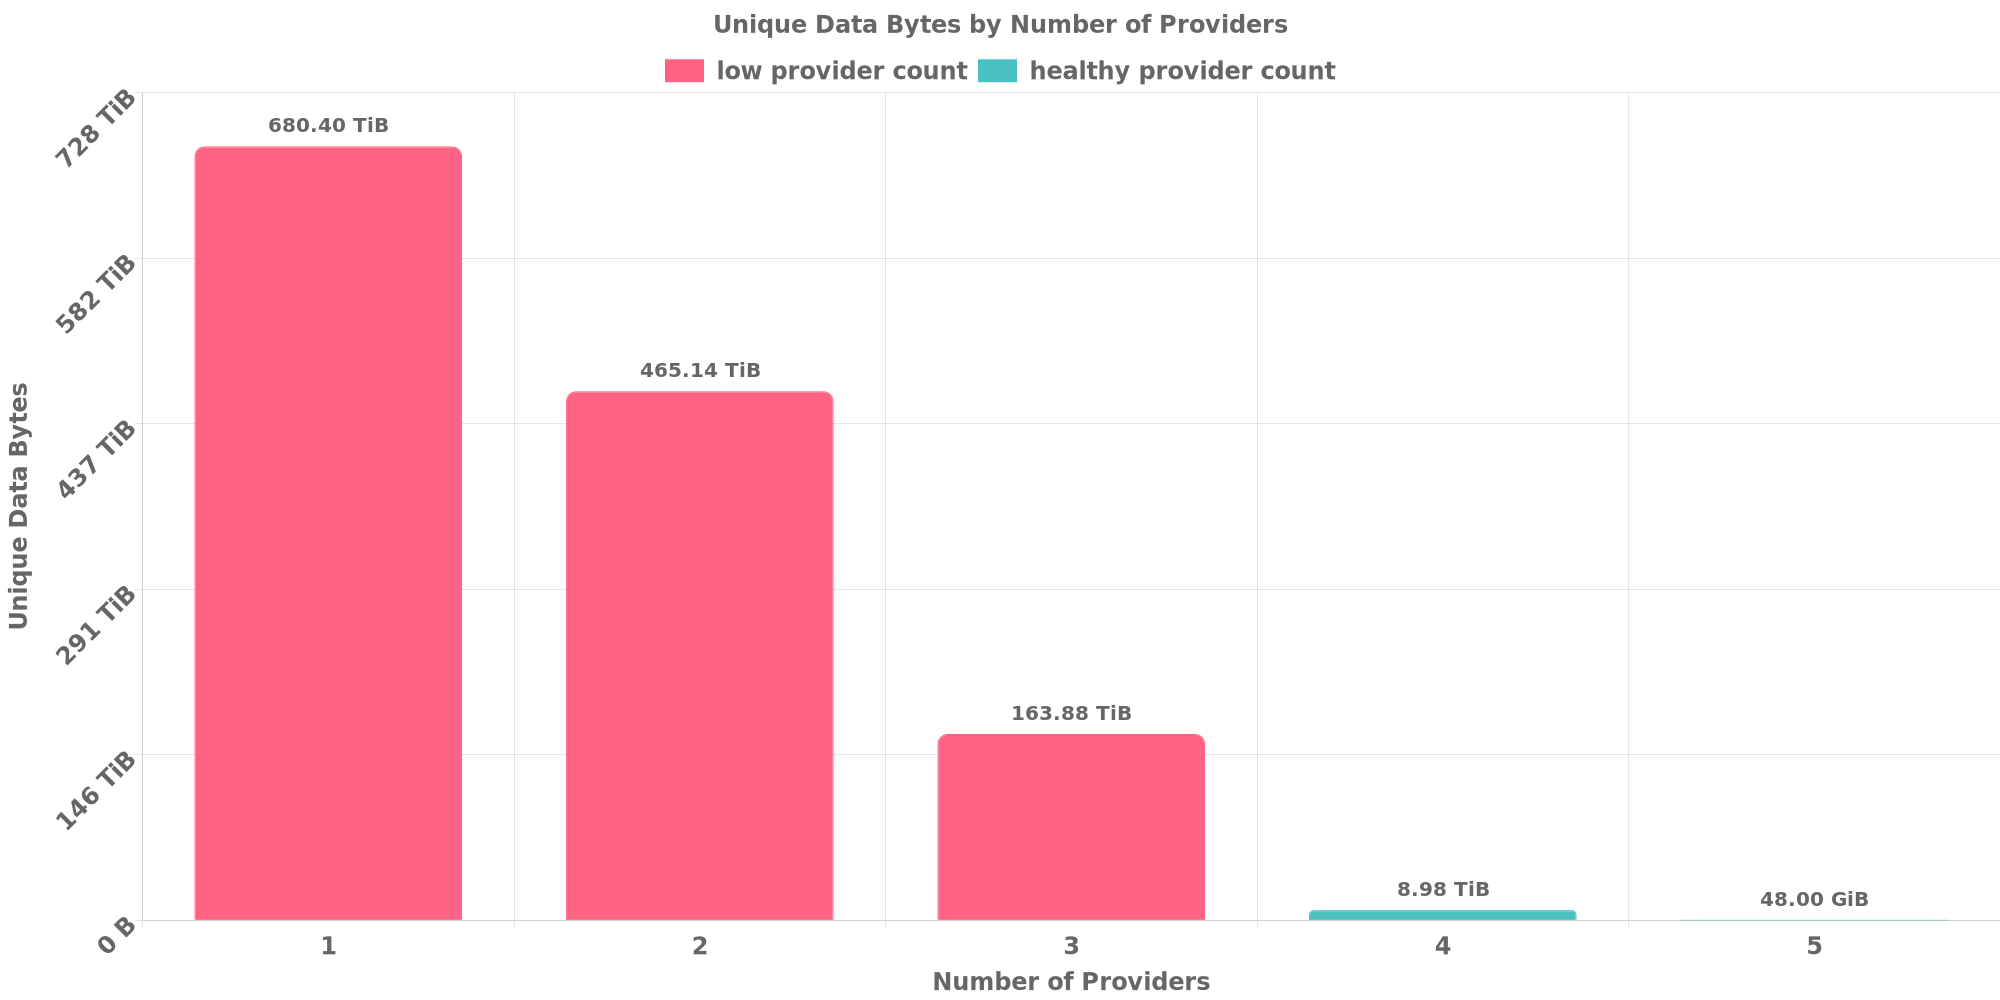 Unique Data Bytes by Number of Providers
low provider count
healthy provider count
728 TiB
582 TiB
437 TiB
291 TiB
146 TiB
0 B
Unique Data Bytes
680.40 TiB
465.14 TiB
163.88 TiB
8.98 TiB
48.00 GiB
1
2
3
4
5
Number of Providers